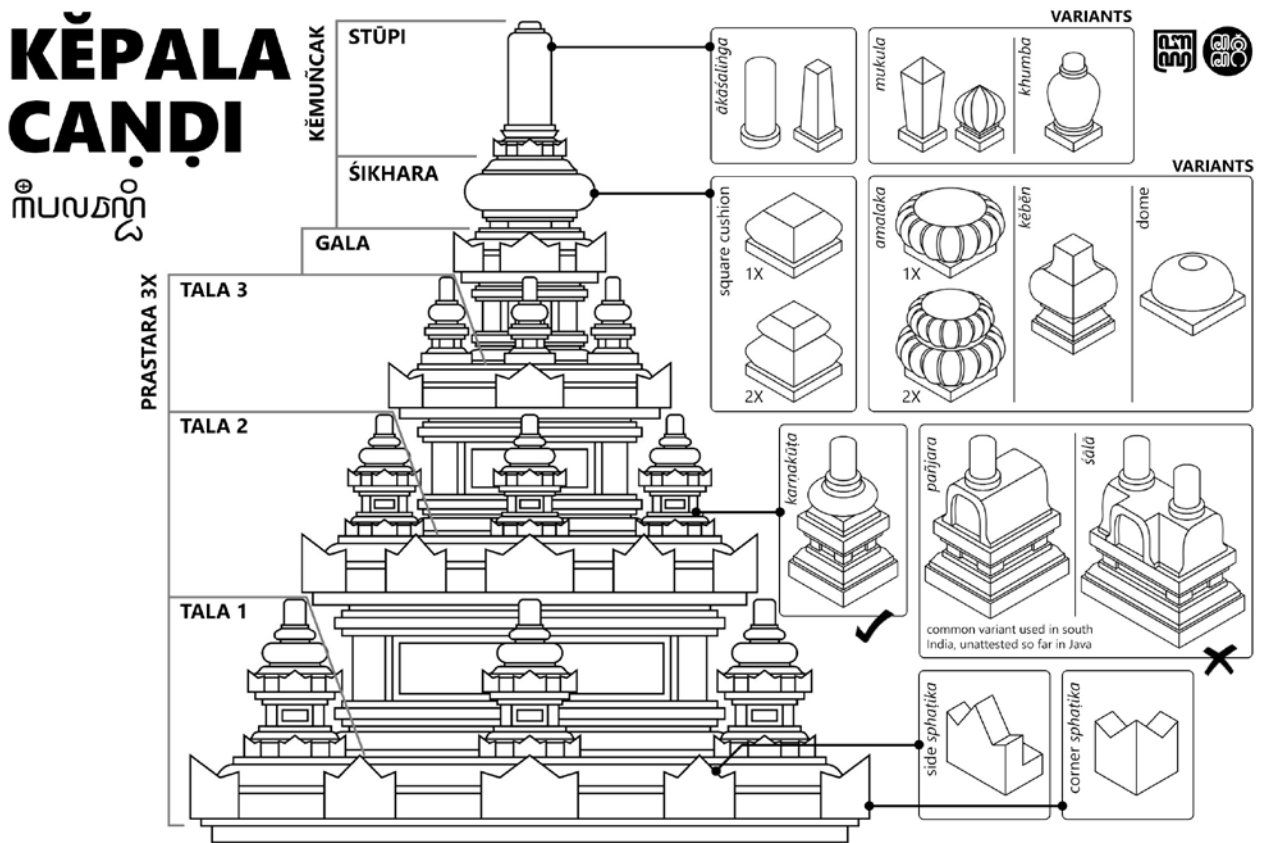 KĔPALA
CAṆḌI
KĔMUÑCAK
STŪPI
ŚIKHARA
GALA
PRASTARA 3X
TALA 3
TALA 2
TALA 1
VARIANTS
ākāśaliṅga
mukula
khumba
VARIANTS
square cushion
1X
2X
amalaka
1X
2X
kĕbĕn
dome
karṇakūṭa
pañjara
śālā
common variant used in south
India, unattested so far in Java
side sphaṭika
corner sphaṭika